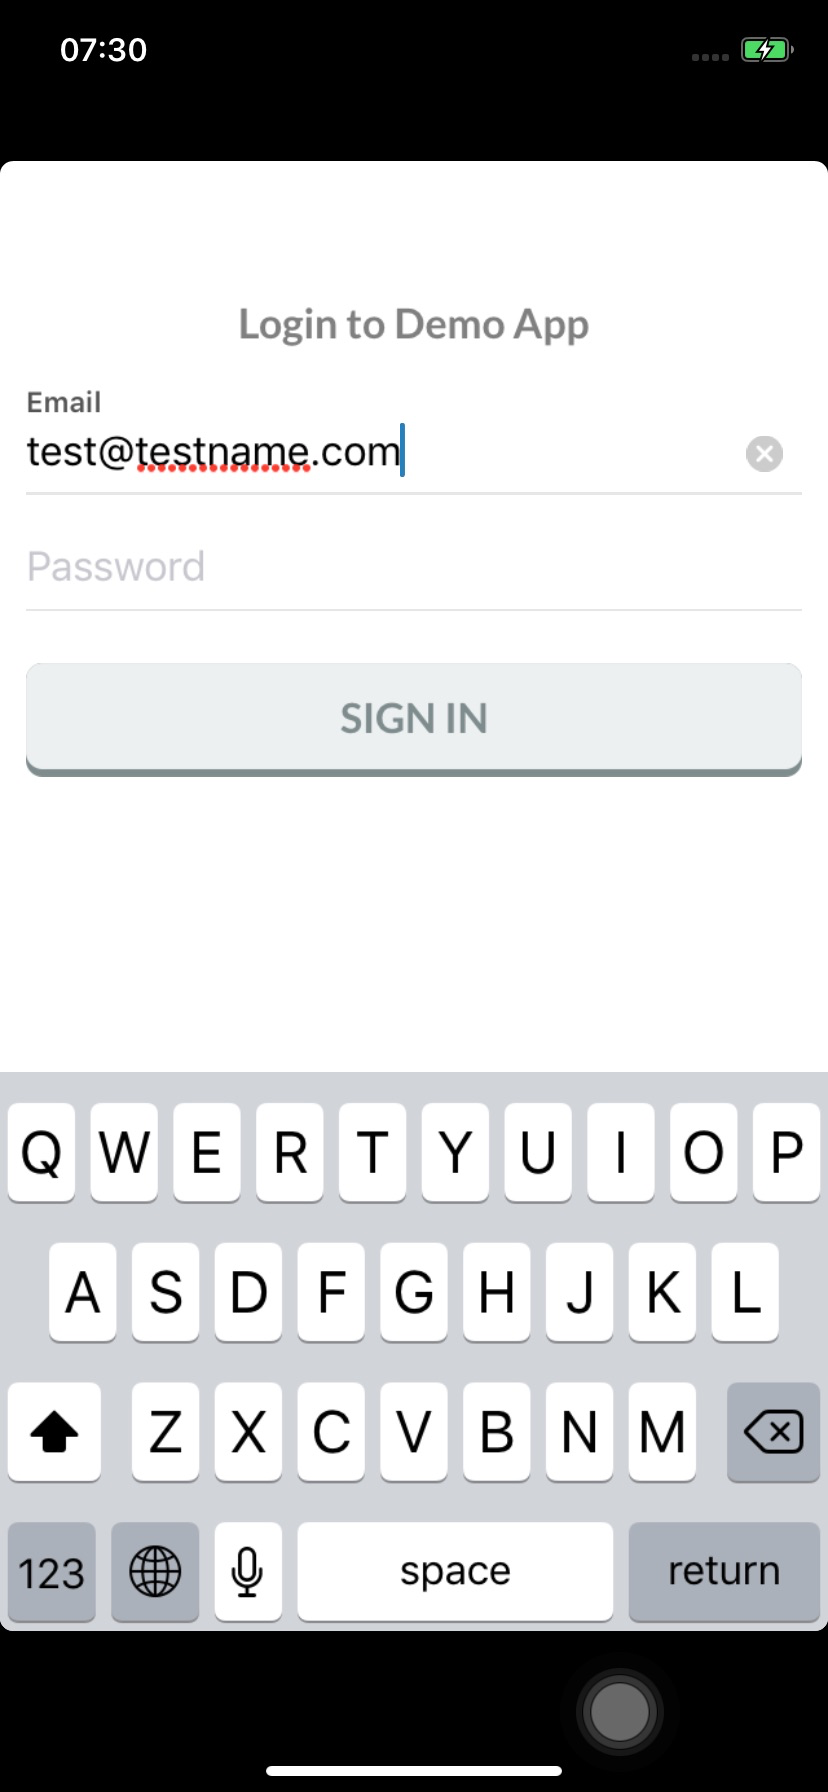 07:30
Login to Demo App
Email
test@testname.com
Password
SIGN IN
Q W E R T Y U I O P
A S D F G H J K L
Z X C V B N M
123 space return